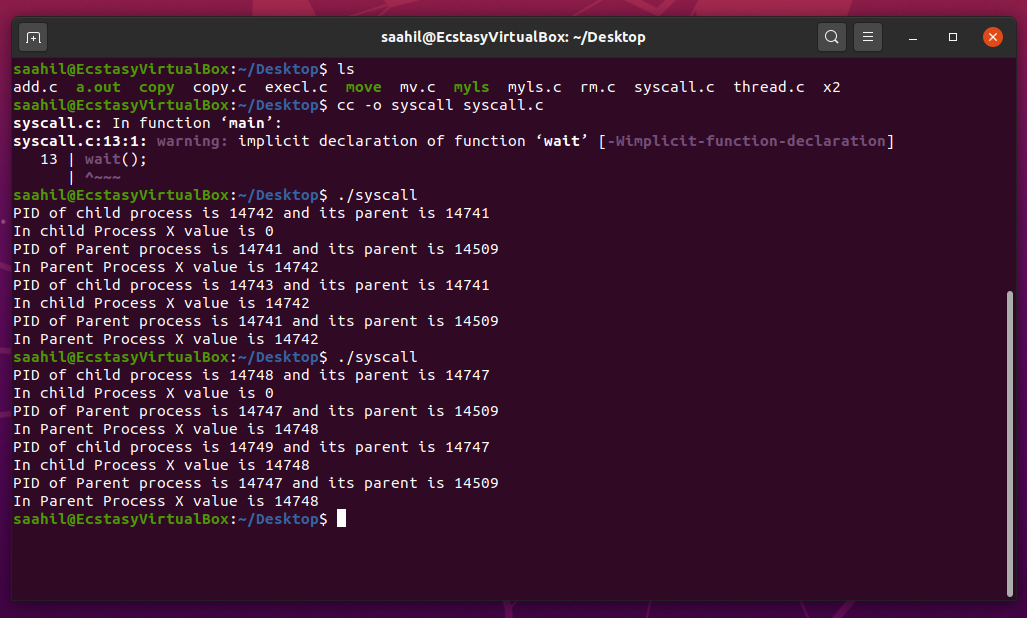 saahil@EcstasyVirtualBox: ~/Desktop
saahil@EcstasyVirtualBox:~/Desktop$ ls
add.c  a.out  copy  copy.c  execl.c  move  mv.c  myls  myls.c  rm.c  syscall.c  thread.c  x2
saahil@EcstasyVirtualBox:~/Desktop$ cc -o syscall syscall.c
syscall.c: In function ‘main’:
syscall.c:13:1: warning: implicit declaration of function ‘wait’ [-Wimplicit-function-declaration]
   13 | wait();
      | ^~~~
saahil@EcstasyVirtualBox:~/Desktop$ ./syscall
PID of child process is 14742 and its parent is 14741
In child Process X value is 0
PID of Parent process is 14741 and its parent is 14509
In Parent Process X value is 14742
PID of child process is 14743 and its parent is 14741
In child Process X value is 14742
PID of Parent process is 14741 and its parent is 14509
In Parent Process X value is 14742
saahil@EcstasyVirtualBox:~/Desktop$ ./syscall
PID of child process is 14748 and its parent is 14747
In child Process X value is 0
PID of Parent process is 14747 and its parent is 14509
In Parent Process X value is 14748
PID of child process is 14749 and its parent is 14747
In child Process X value is 14748
PID of Parent process is 14747 and its parent is 14509
In Parent Process X value is 14748
saahil@EcstasyVirtualBox:~/Desktop$